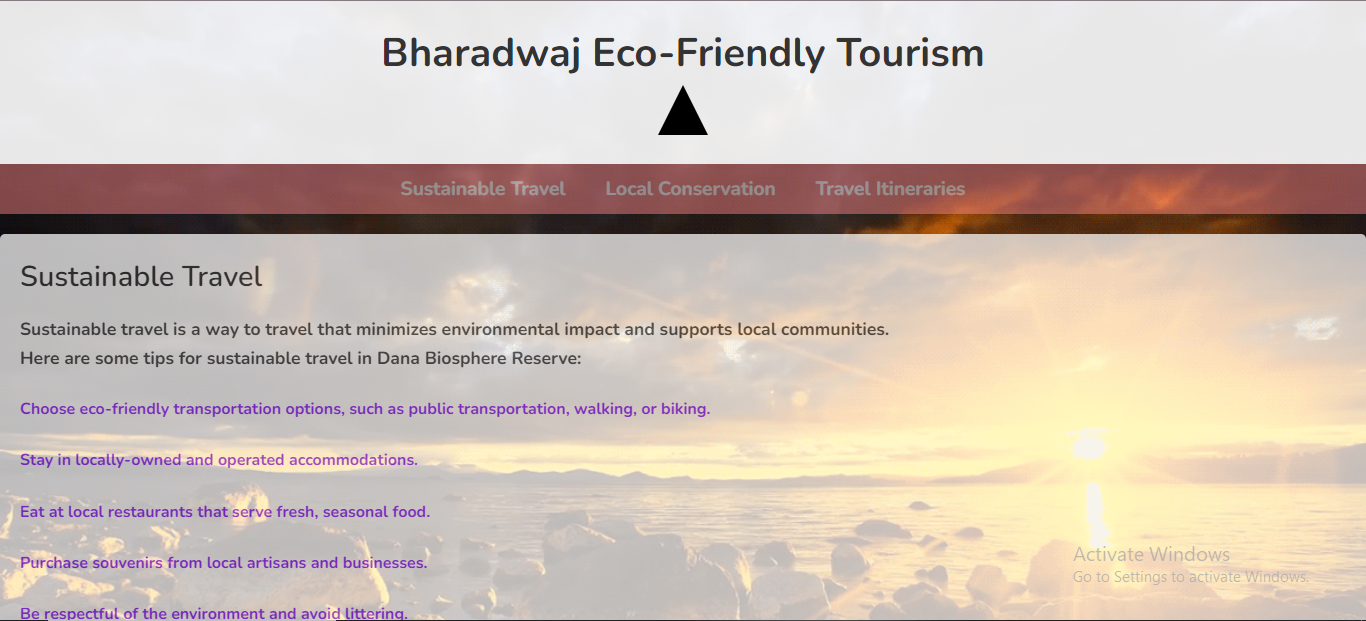 Bharadwaj Eco-Friendly Tourism
Sustainable Travel Local Conservation Travel Itineraries
Sustainable Travel
Sustainable travel is a way to travel that minimizes environmental impact and supports local communities.
Here are some tips for sustainable travel in Dana Biosphere Reserve:
Choose eco-friendly transportation options, such as public transportation, walking, or biking.
Stay in locally-owned and operated accommodations.
Eat at local restaurants that serve fresh, seasonal food.
Purchase souvenirs from local artisans and businesses.
Activate Windows
Go to Settings to activate Windows.
Be respectful of the environment and avoid littering.